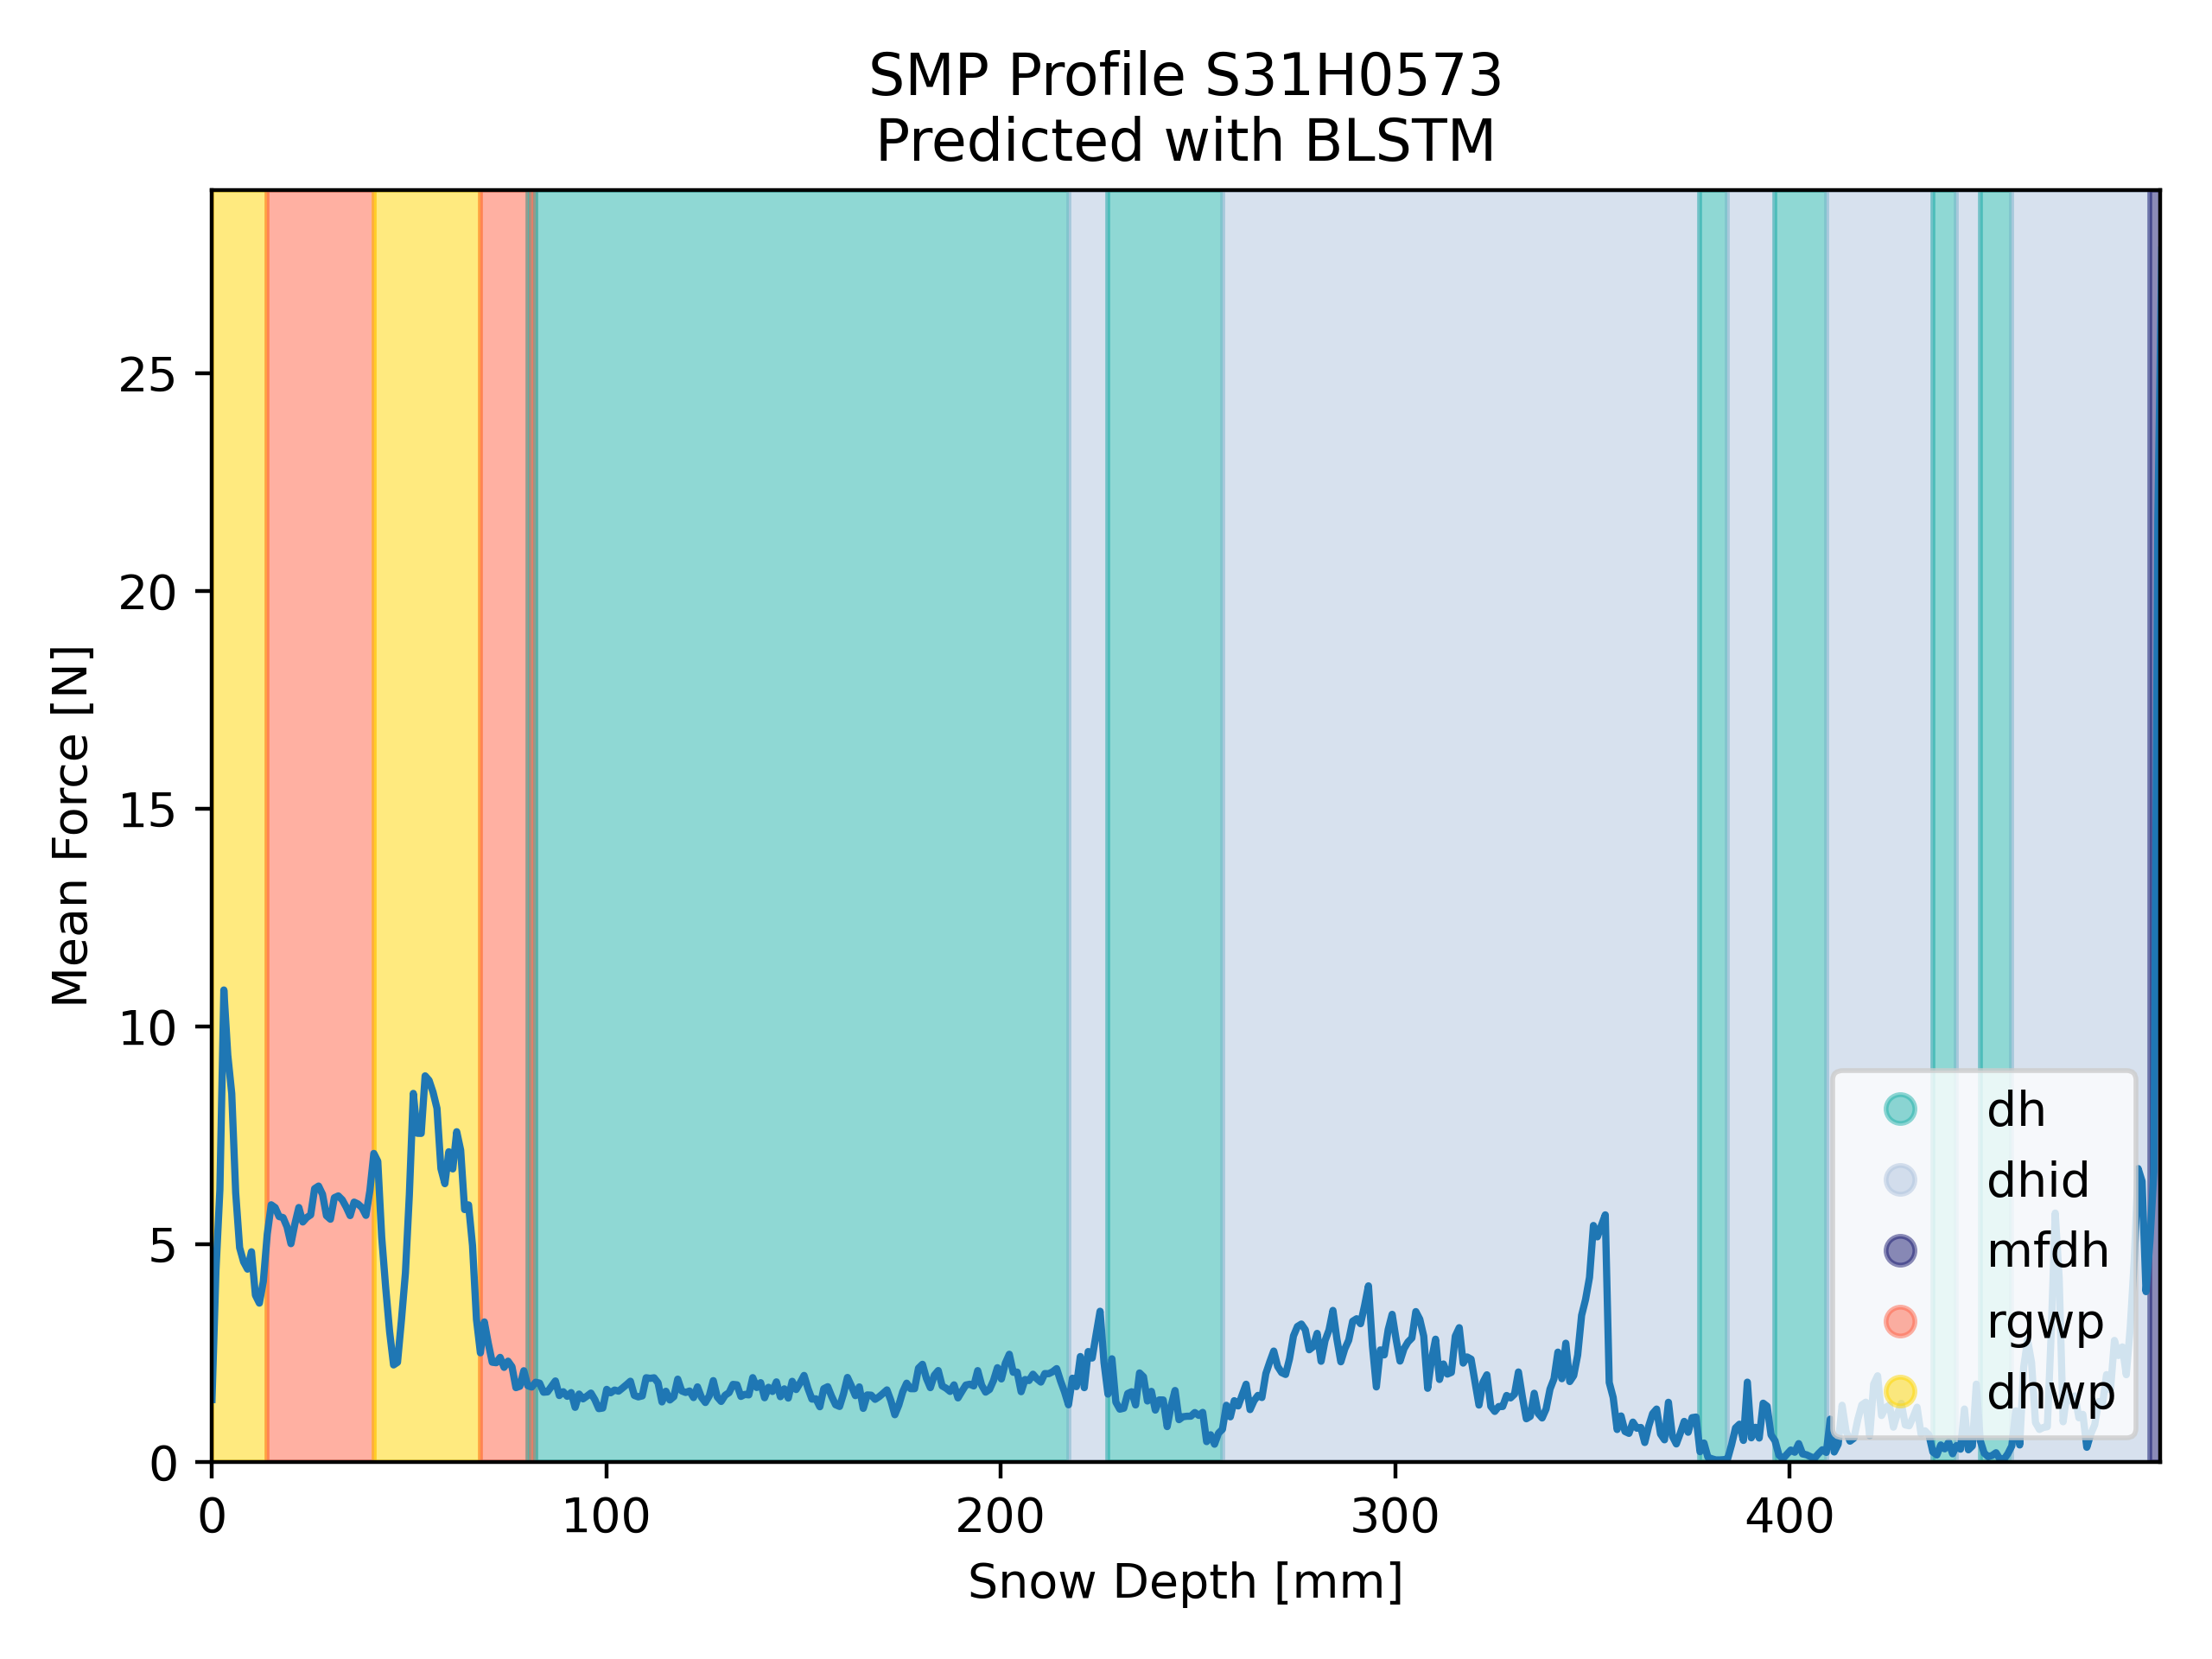 SMP Profile S31H0573
Predicted with BLSTM
Mean Force [N]
25
20
15
10
5
0
0 100 200 300 400
Snow Depth [mm]
dh
dhid
mfdh
rgwp
dhwp